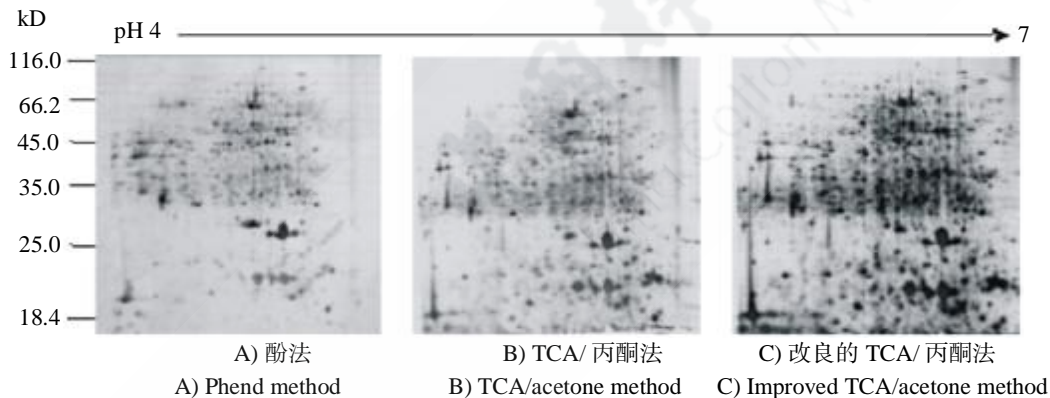 kD
pH 4
7
116.0
66.2
45.0
35.0
25.0
18.4
A) 酚法
B) TCA/ 丙酮法
C) 改良的 TCA/ 丙酮法
A) Phend method
B) TCA/acetone method
C) Improved TCA/acetone method